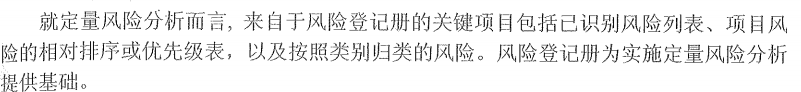 就定量风险分析而言, 来自于风险登记册的关键项目包括已识别风险列表、项目风
险的相对排序或优先级表，以及按照类别归类的风险。风险登记册为实施定量风险分析
提供基础。